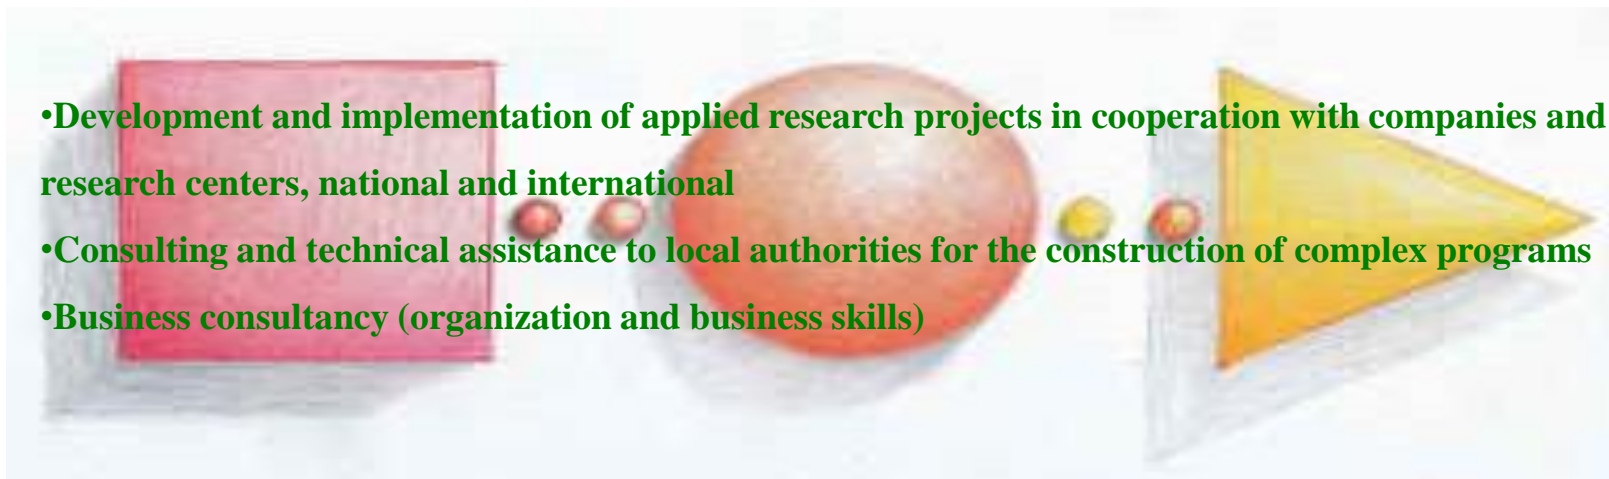 •Development and implementation of applied research projects in cooperation with companies and
research centers, national and international
•Consulting and technical assistance to local authorities for the construction of complex programs
•Business consultancy (organization and business skills)